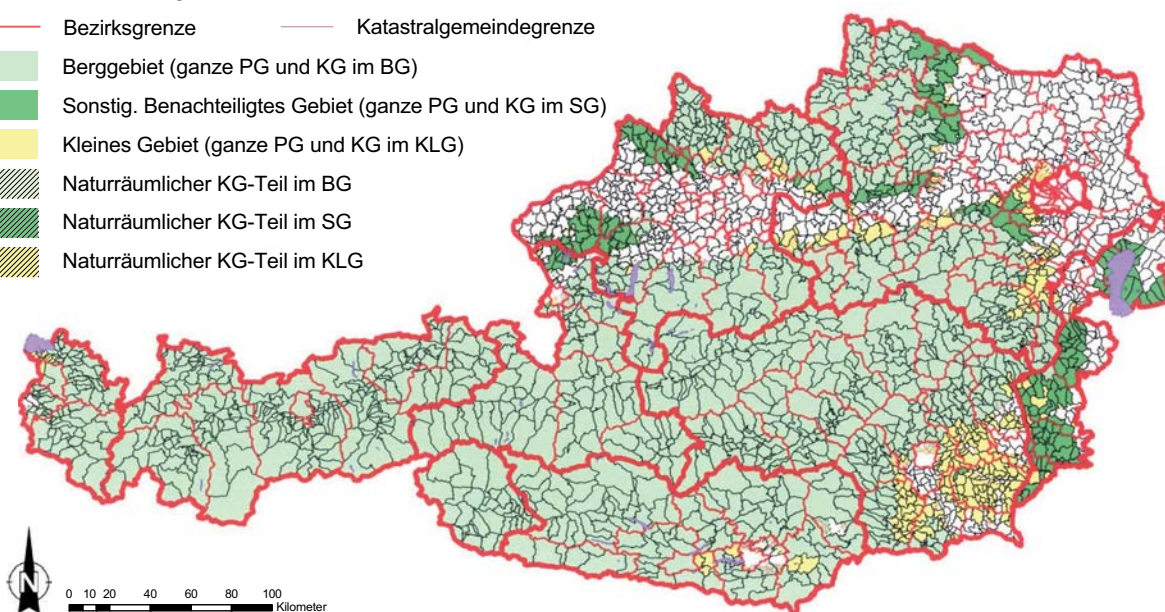 Bezirksgrenze
Katastralgemeindegrenze
Berggebiet (ganze PG und KG im BG)
Sonstig. Benachteiligtes Gebiet (ganze PG und KG im SG)
Kleines Gebiet (ganze PG und KG im KLG)
Naturräumlicher KG-Teil im BG
Naturräumlicher KG-Teil im SG
Naturräumlicher KG-Teil im KLG
N
0 10 20 40 60 80 100
Kilometer